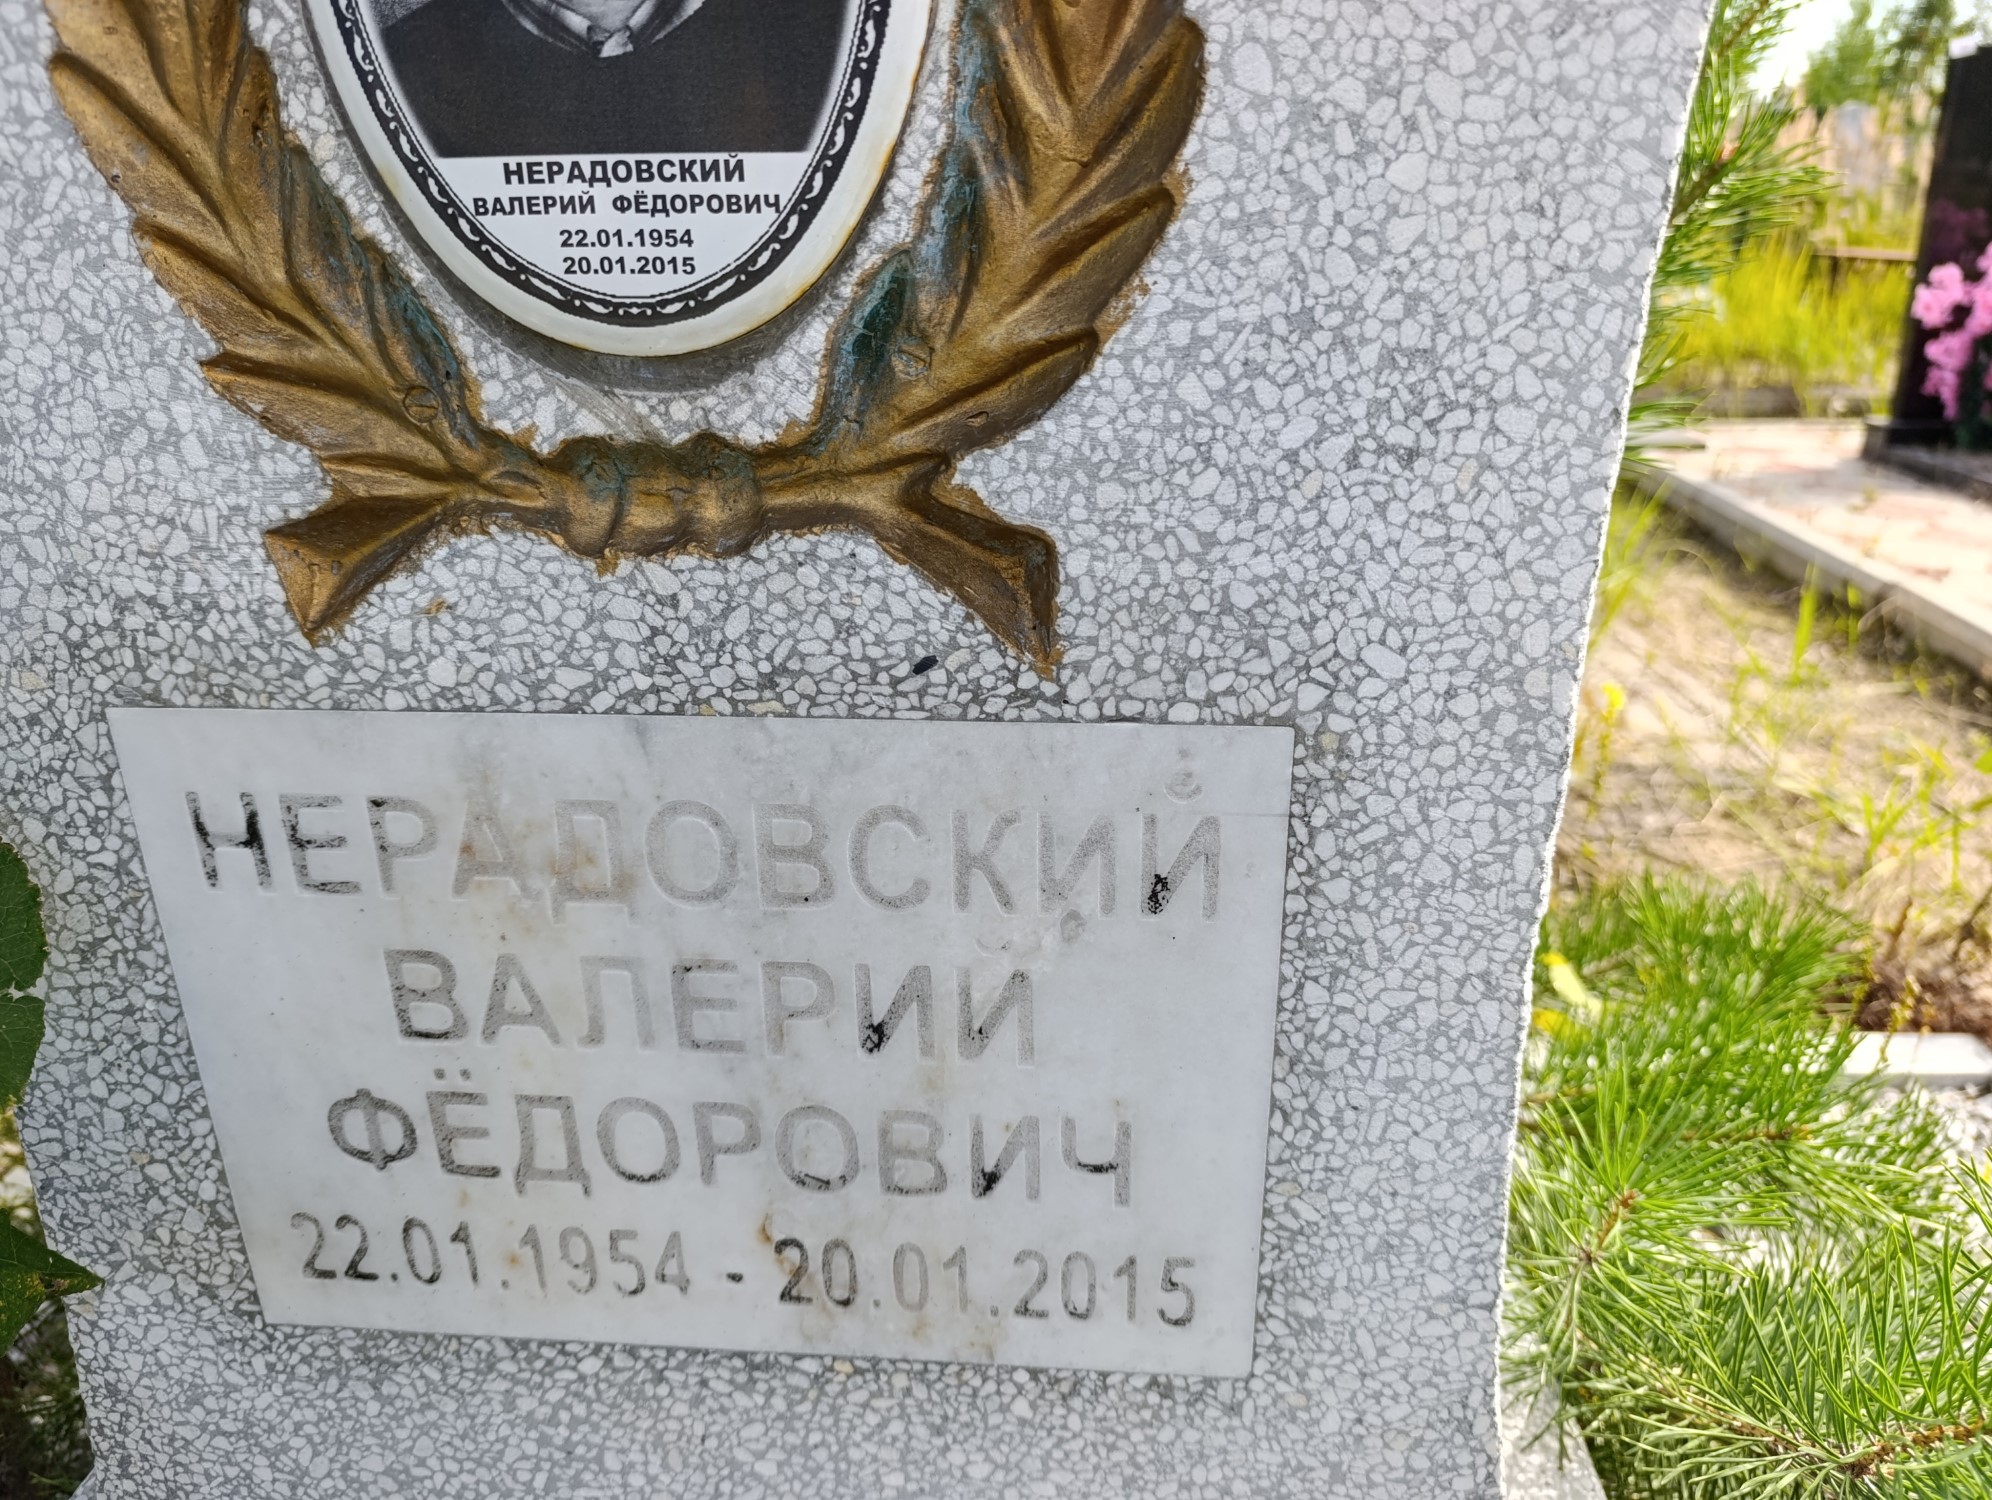 НЕРАДОВСКИЙ
ВАЛЕРИЙ ФЁДОРОВИЧ
22.01.1954
20.01.2015
НЕРАДОВСКИЙ
ВАЛЕРИЙ
ФЁДОРОВИЧ
22.01.1954 - 20.01.2015